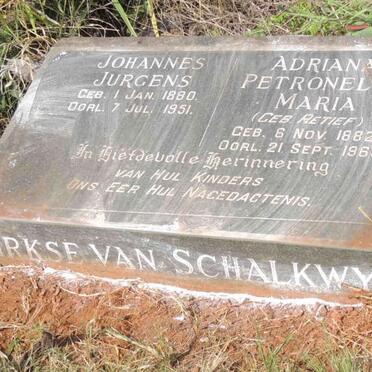 JOHANNES
JURGENS
GEB. 1 JAN. 1880.
OORL. 7 JUL. 1951.
ADRIANA
PETRONEL
MARIA
(GEB RETIEF)
GEB. 6 NOV. 1882
OORL. 21 SEPT. 196
In Liefdevolle Herinnering
VAN HUL KINDERS
ONS EER HUL NAGEDAGTENIS.
RKSE VAN SCHALKWY